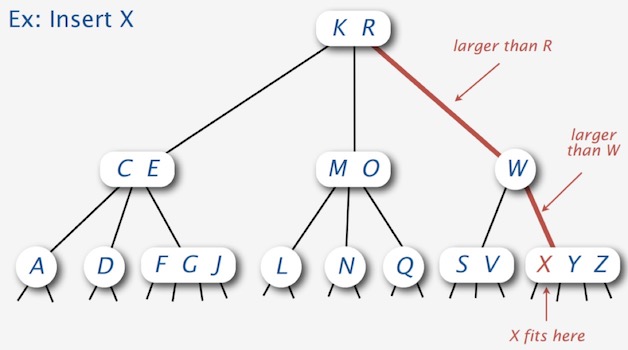 Ex: Insert X
K R
larger than R
larger
than W
C E
M O
W
A
D
F G J
L
N
Q
S V
X Y Z
X fits here